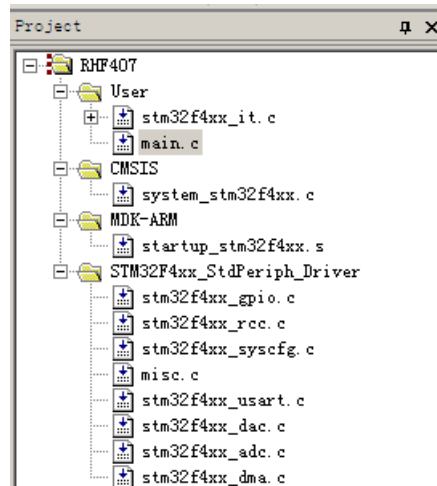 Project
RHF407
User
stm32f4xx_it.c
main.c
CMSIS
system_stm32f4xx.c
MDK-ARM
startup_stm32f4xx.s
STM32F4xx_StdPeriph_Driver
stm32f4xx_gpio.c
stm32f4xx_rcc.c
stm32f4xx_syscfg.c
misc.c
stm32f4xx_usart.c
stm32f4xx_dac.c
stm32f4xx_adc.c
stm32f4xx_dma.c